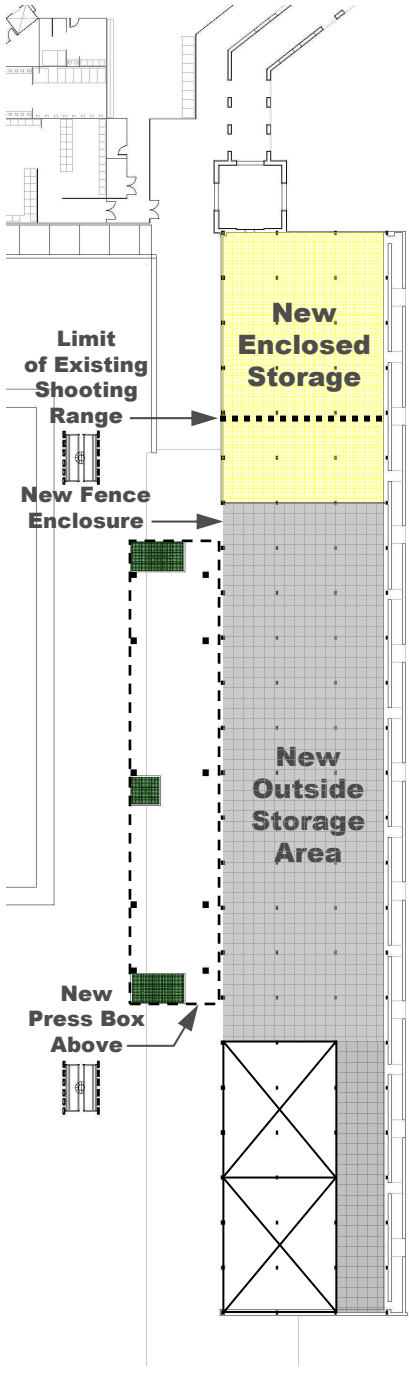 New
Enclosed
Storage
Limit
of Existing
Shooting
Range
New Fence
Enclosure
New
Outside
Storage
Area
New
Press Box
Above